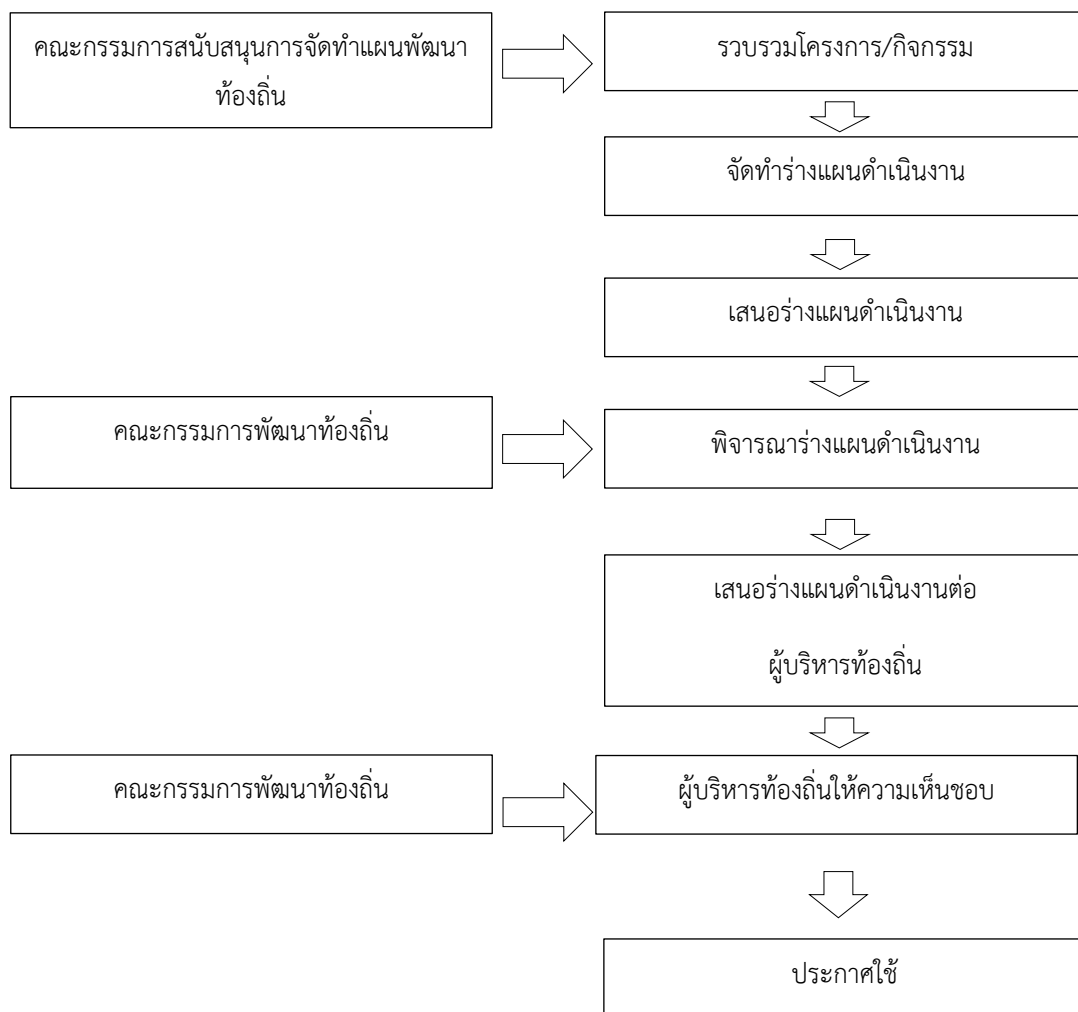 คณะกรรมการสนับสนุนการจัดทำแผนพัฒนา
ท้องถิ่น
รวบรวมโครงการ/กิจกรรม
จัดทำร่างแผนดำเนินงาน
เสนอร่างแผนดำเนินงาน
คณะกรรมการพัฒนาท้องถิ่น
พิจารณาร่างแผนดำเนินงาน
เสนอร่างแผนดำเนินงานต่อ
ผู้บริหารท้องถิ่น
คณะกรรมการพัฒนาท้องถิ่น
ผู้บริหารท้องถิ่นให้ความเห็นชอบ
ประกาศใช้